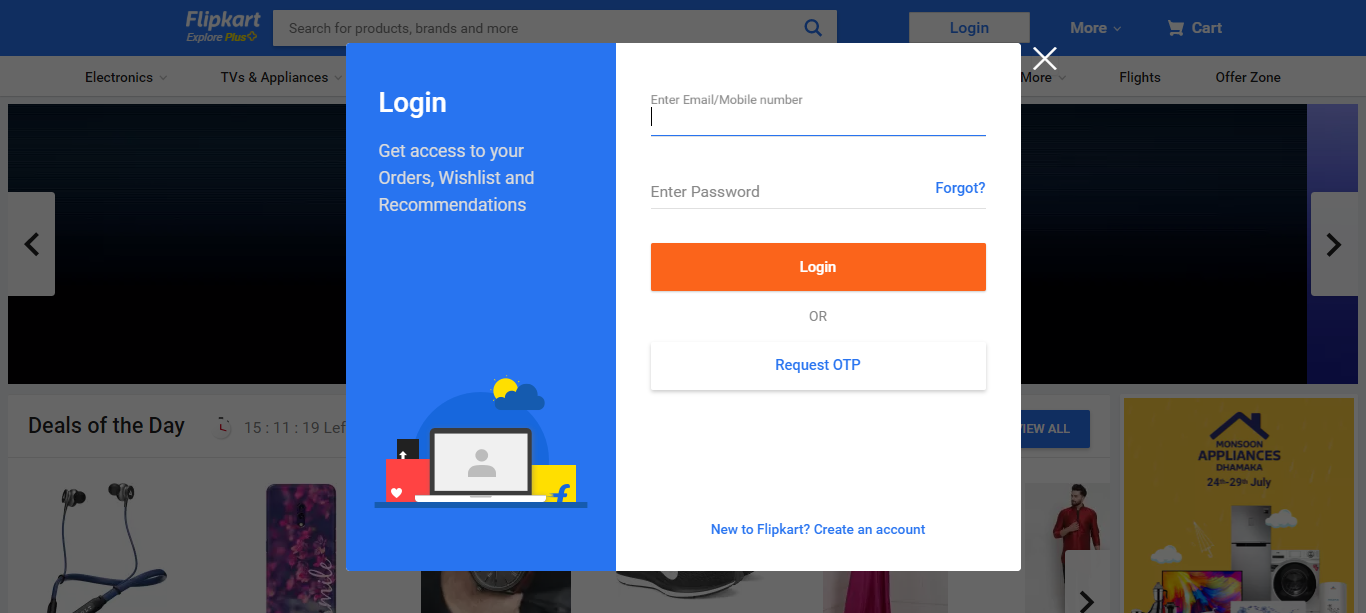 Flipkart
Explore Plus
Search for products, brands and more
Login
More
Cart
Electronics
TVs & Appliances
More
Flights
Offer Zone
Login
Get access to your
Orders, Wishlist and
Recommendations
Enter Email/Mobile number
Enter Password
Forgot?
Login
OR
Request OTP
New to Flipkart? Create an account
Deals of the Day
15 : 11 : 19 Lef
VIEW ALL
MONSOON
APPLIANCES
DHAMAKA
24th-29th July
smile